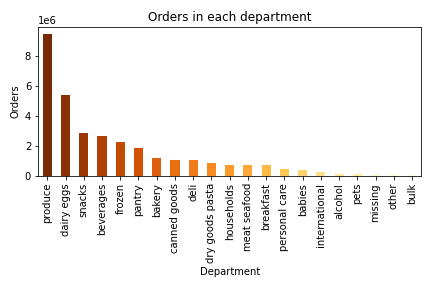 Orders in each department
1e6
8
6
4
2
0
Orders
produce
dairy eggs
snacks
beverages
frozen
pantry
bakery
canned goods
deli
dry goods pasta
households
meat seafood
breakfast
personal care
babies
international
alcohol
pets
missing
other
bulk
Department